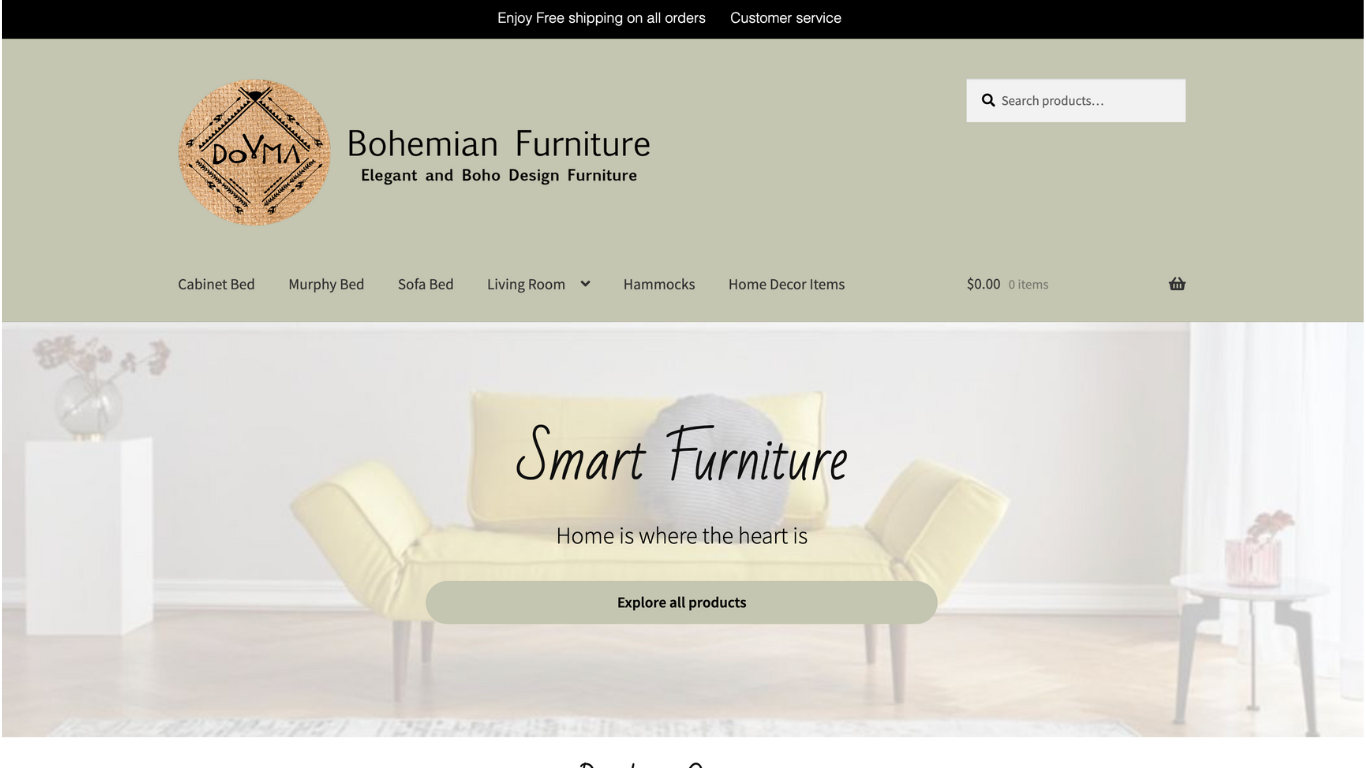 Enjoy Free shipping on all orders Customer service
Search products...
DOYMA
Bohemian Furniture
Elegant and Boho Design Furniture
Cabinet Bed Murphy Bed Sofa Bed Living Room Hammocks Home Decor Items $0.00 0 items
Smart Furniture
Home is where the heart is
Explore all products